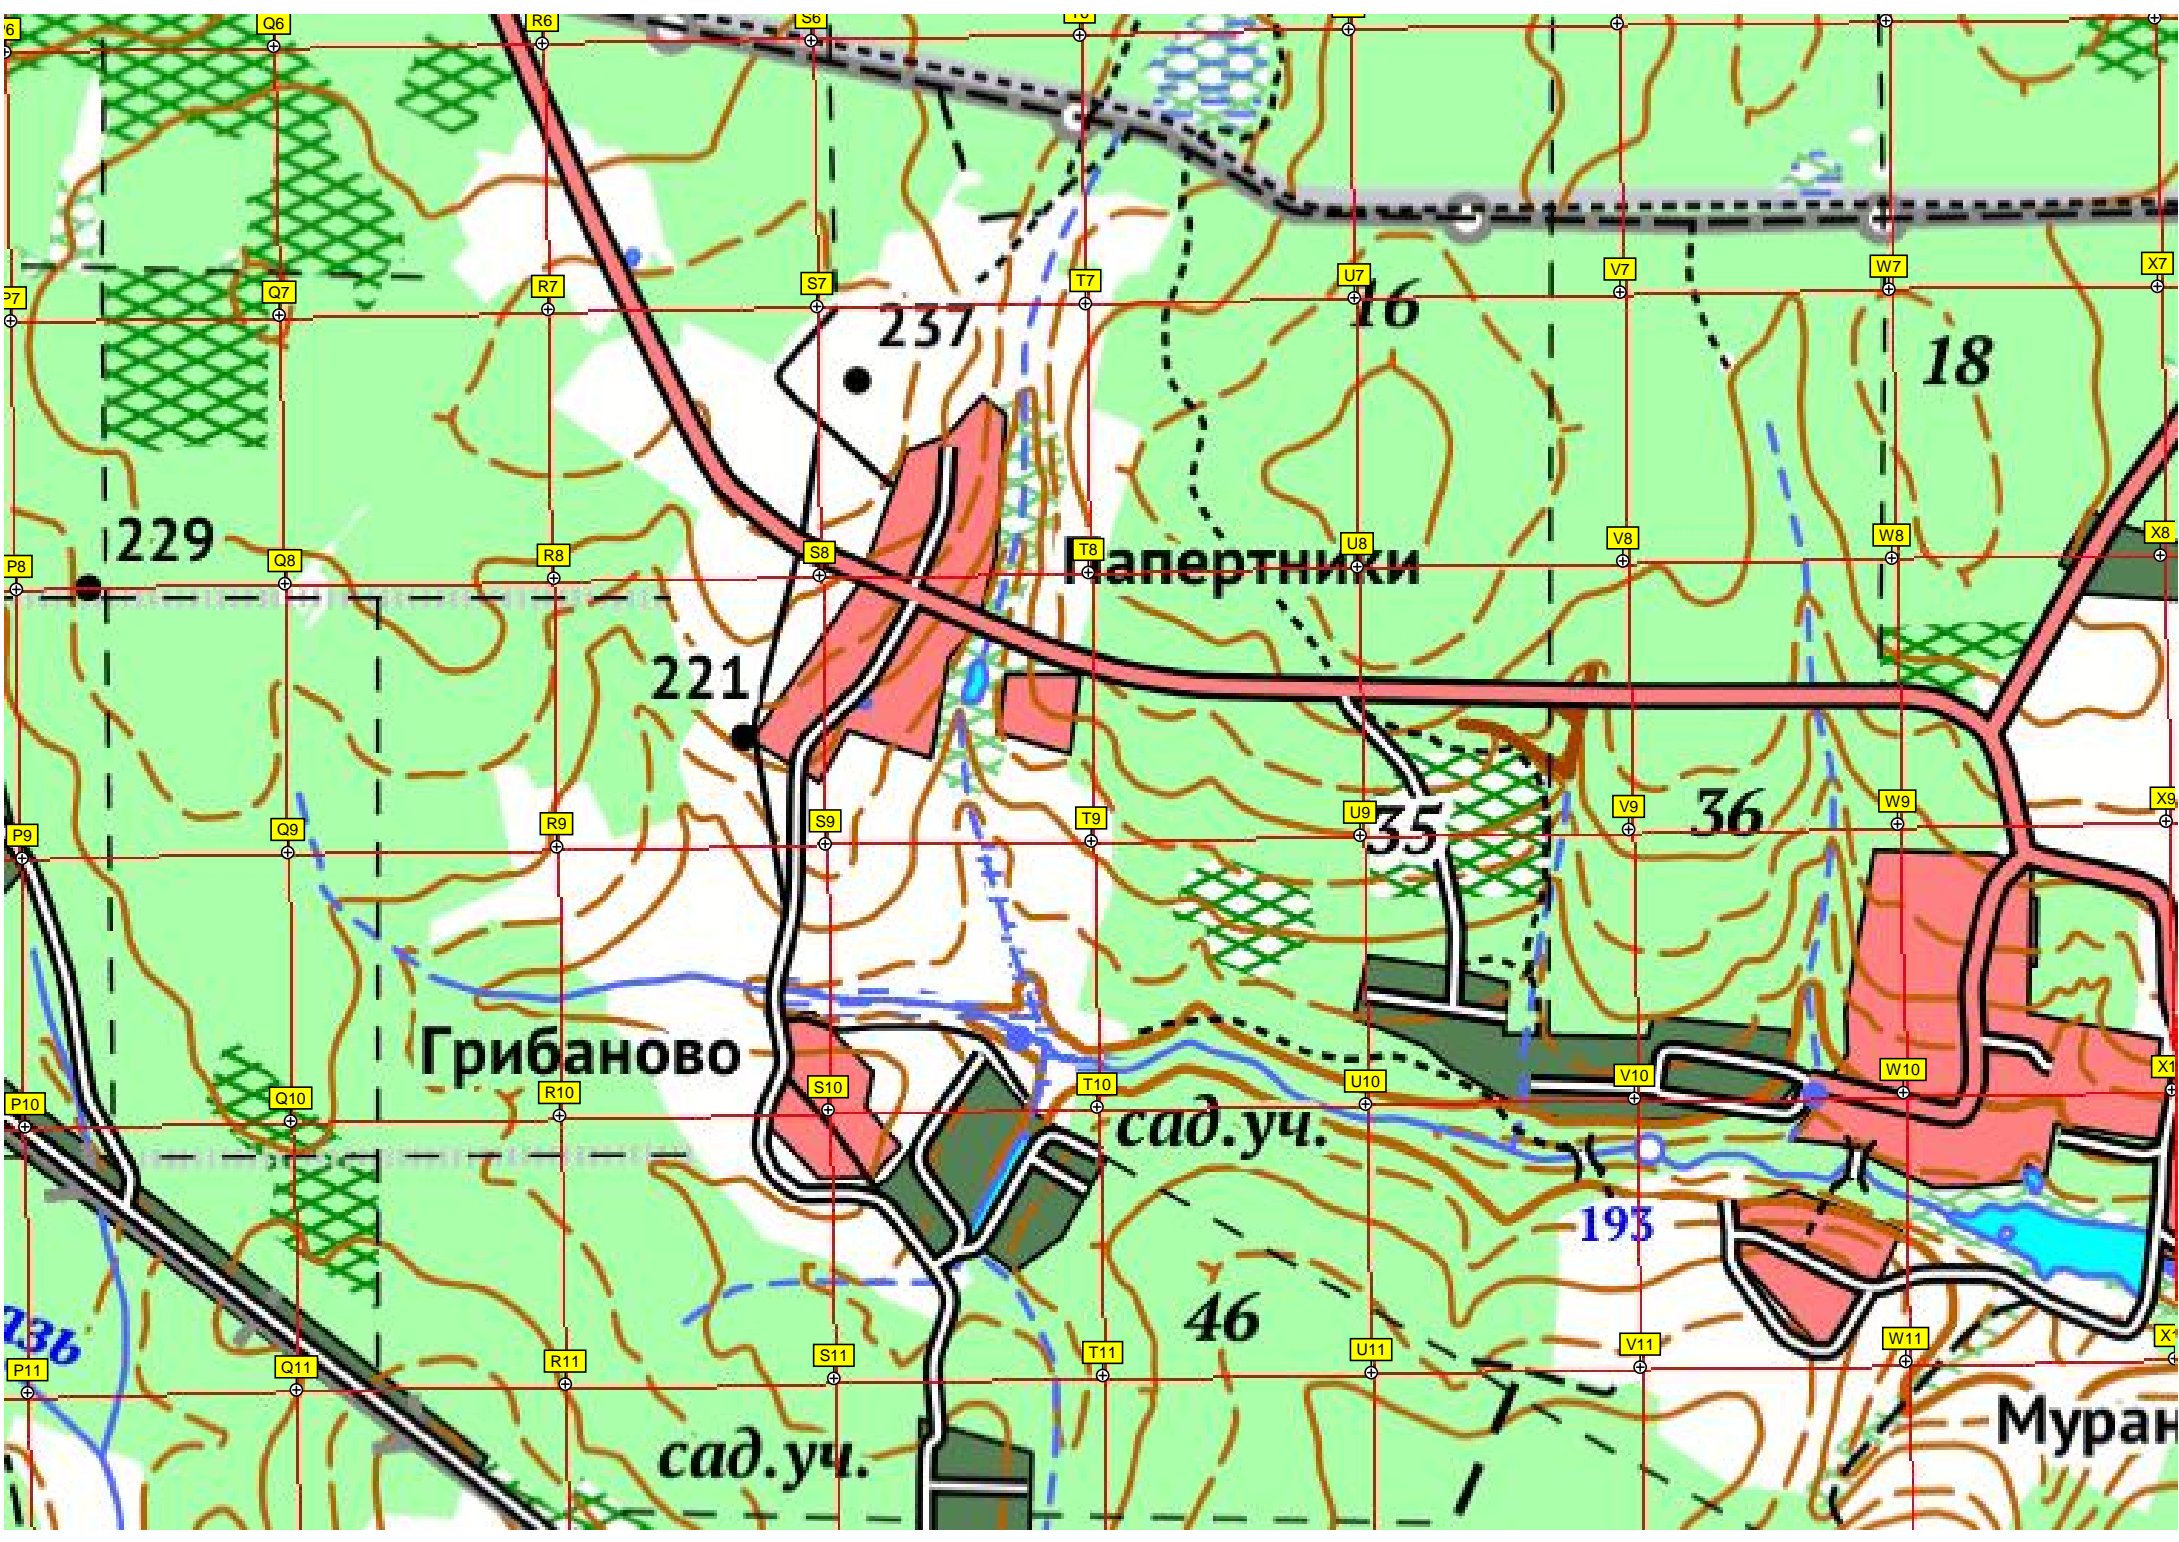 Q6
R6
S6
P7
Q7
R7
S7
T7
U7
V7
W7
X7
237
16
18
229
P8
Q8
R8
S8
T8
U8
V8
W8
X8
Папертники
221
P9
Q9
R9
S9
T9
U9
V9
W9
X9
35
36
Грибаново
P10
Q10
R10
S10
T10
U10
V10
W10
сад.уч.
193
46
P11
Q11
R11
S11
T11
U11
V11
W11
сад.уч.
Муран